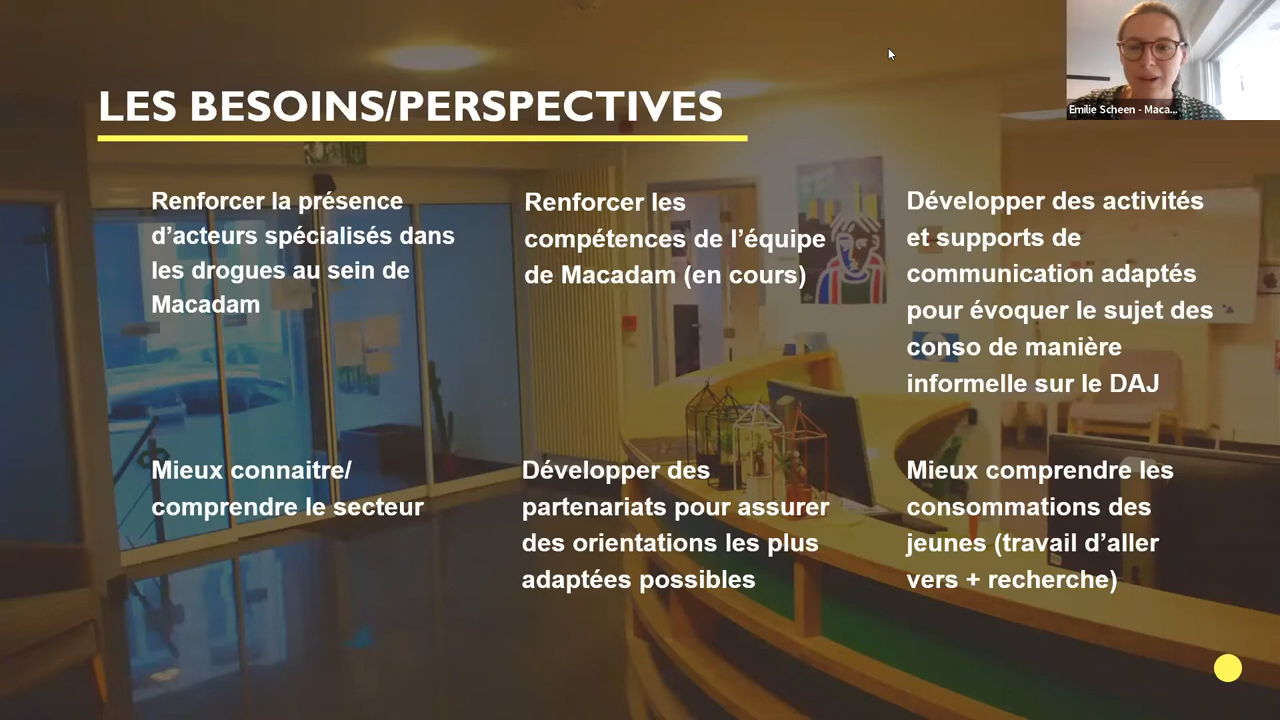 LES BESOINS/PERSPECTIVES
Emilie Scheen - Maca...
Renforcer la présence
d’acteurs spécialisés dans
les drogues au sein de
Macadam
Renforcer les
compétences de l’équipe
de Macadam (en cours)
Développer des activités
et supports de
communication adaptés
pour évoquer le sujet des
conso de manière
informelle sur le DAJ
Mieux connaitre/
comprendre le secteur
Développer des
partenariats pour assurer
des orientations les plus
adaptées possibles
Mieux comprendre les
consommations des
jeunes (travail d’aller
vers + recherche)